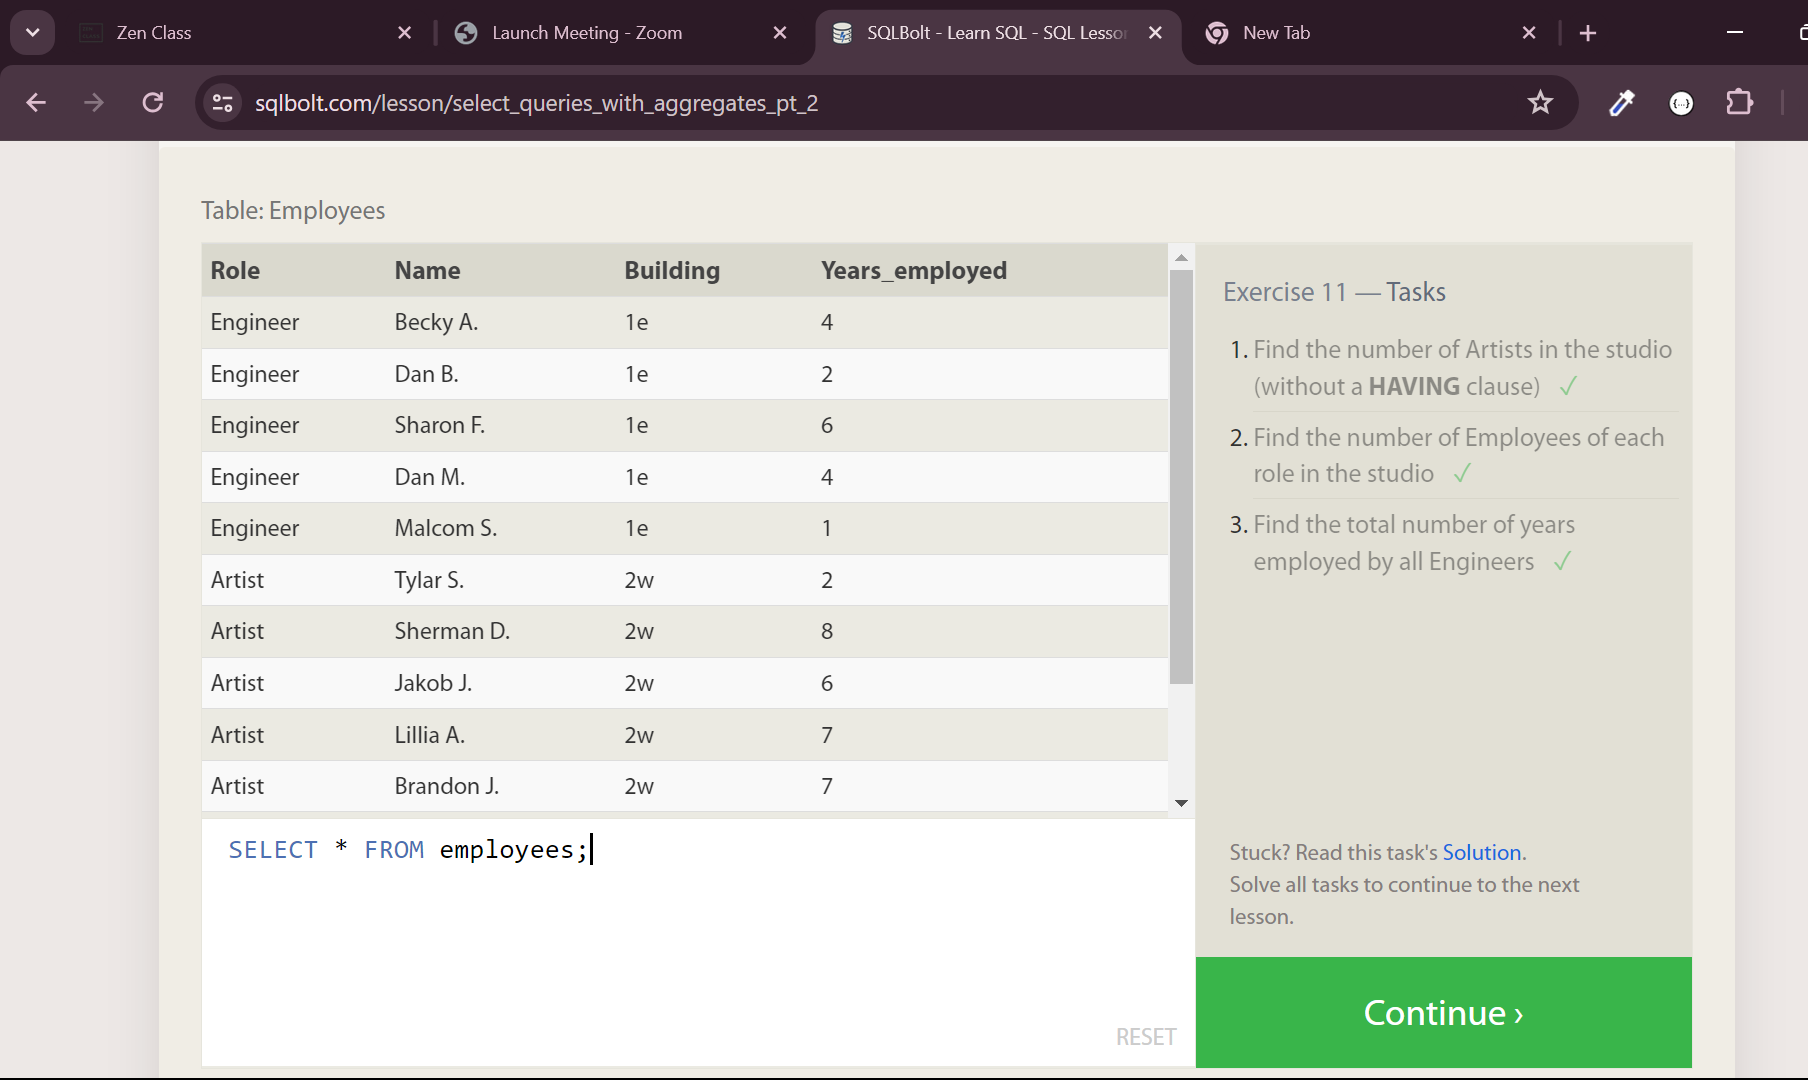 Zen Class
Launch Meeting - Zoom
SQLBolt - Learn SQL - SQL Lesso
New Tab
sqlbolt.com/lesson/select_queries_with_aggregates_pt_2
Table: Employees
Role Name Building Years_employed
Engineer Becky A. 1e 4
Engineer Dan B. 1e 2
Engineer Sharon F. 1e 6
Engineer Dan M. 1e 4
Engineer Malcom S. 1e 1
Artist Tylar S. 2w 2
Artist Sherman D. 2w 8
Artist Jakob J. 2w 6
Artist Lillia A. 2w 7
Artist Brandon J. 2w 7
SELECT * FROM employees;
RESET
Exercise 11 — Tasks
1. Find the number of Artists in the studio
(without a HAVING clause) ✓
2. Find the number of Employees of each
role in the studio ✓
3. Find the total number of years
employed by all Engineers ✓
Stuck? Read this task's Solution.
Solve all tasks to continue to the next
lesson.
Continue ›